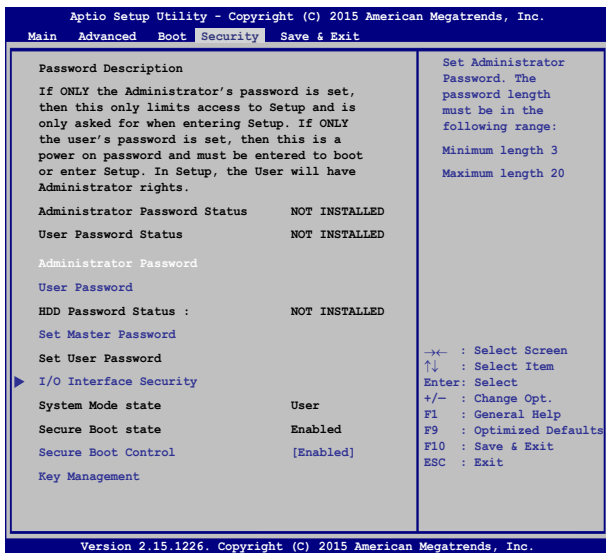 Aptio Setup Utility - Copyright (C) 2015 American Megatrends, Inc.
Main Advanced Boot Security Save & Exit
Password Description
If ONLY the Administrator's password is set,
then this only limits access to Setup and is
only asked for when entering Setup. If ONLY
the user's password is set, then this is a
power on password and must be entered to boot
or enter Setup. In Setup, the User will have
Administrator rights.
Administrator Password Status NOT INSTALLED
User Password Status NOT INSTALLED
Administrator Password
User Password
HDD Password Status : NOT INSTALLED
Set Master Password
Set User Password
I/O Interface Security
System Mode state User
Secure Boot state Enabled
Secure Boot Control [Enabled]
Key Management
Set Administrator
Password. The
password length
must be in the
following range:
Minimum length 3
Maximum length 20
→← : Select Screen
↑↓ : Select Item
Enter: Select
+/− : Change Opt.
F1 : General Help
F9 : Optimized Defaults
F10 : Save & Exit
ESC : Exit
Version 2.15.1226. Copyright (C) 2015 American Megatrends, Inc.